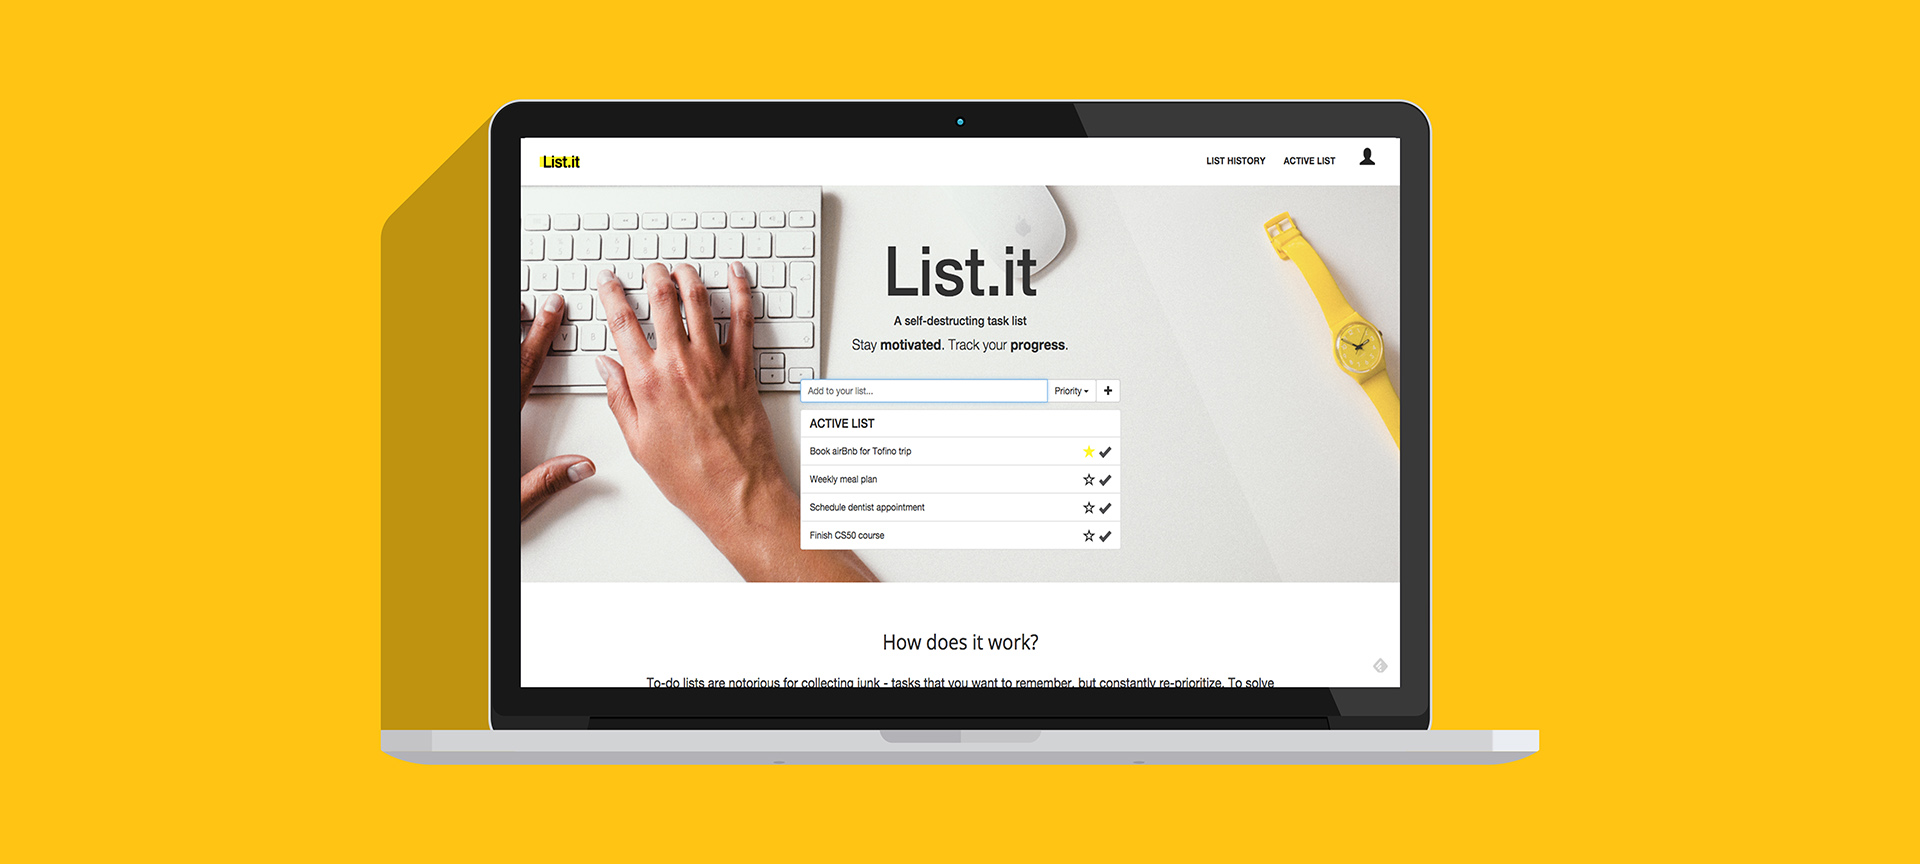 List.it
LIST HISTORY
ACTIVE LIST
List.it
A self-destructing task list
Stay motivated. Track your progress.
Add to your list...
Priority
ACTIVE LIST
Book airBnb for Tofino trip
Weekly meal plan
Schedule dentist appointment
Finish CS50 course
How does it work?
To-do lists are notorious for collecting junk - tasks that you want to remember, but constantly re-prioritize. To solve